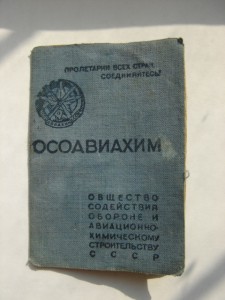 ПРОЛЕТАРИИ ВСЕХ СТРАН
СОЕДИНЯЙТЕСЬ!
ОСОАВИАХИМ
ОБЩЕСТВО
СОДЕЙСТВИЯ
ОБОРОНЕ И
АВИАЦИОННО-
ХИМИЧЕСКОМУ
СТРОИТЕЛЬСТВУ
СССР